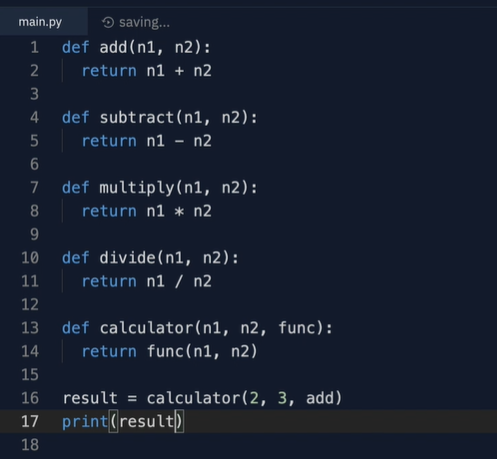 main.py saving...
1 def add(n1, n2):
2   return n1 + n2
3
4 def subtract(n1, n2):
5   return n1 - n2
6
7 def multiply(n1, n2):
8   return n1 * n2
9
10 def divide(n1, n2):
11   return n1 / n2
12
13 def calculator(n1, n2, func):
14   return func(n1, n2)
15
16 result = calculator(2, 3, add)
17 print(result)
18